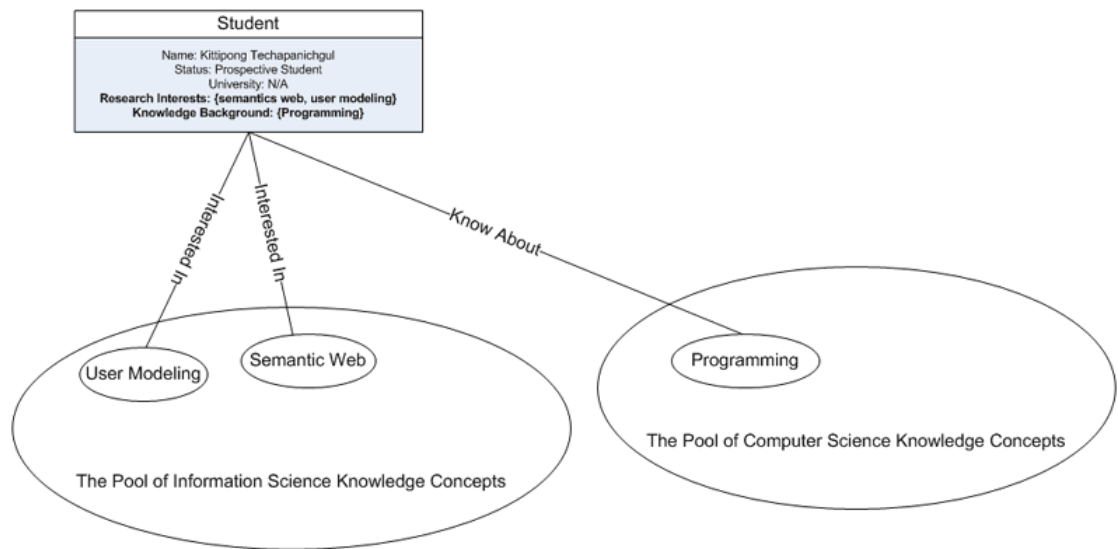 Student
Name: Kittipong Techapanichgul
Status: Prospective Student
University: N/A
Research Interests: {semantics web, user modeling}
Knowledge Background: {Programming}
Interested In
Interested In
Know About
User Modeling
Semantic Web
Programming
The Pool of Information Science Knowledge Concepts
The Pool of Computer Science Knowledge Concepts